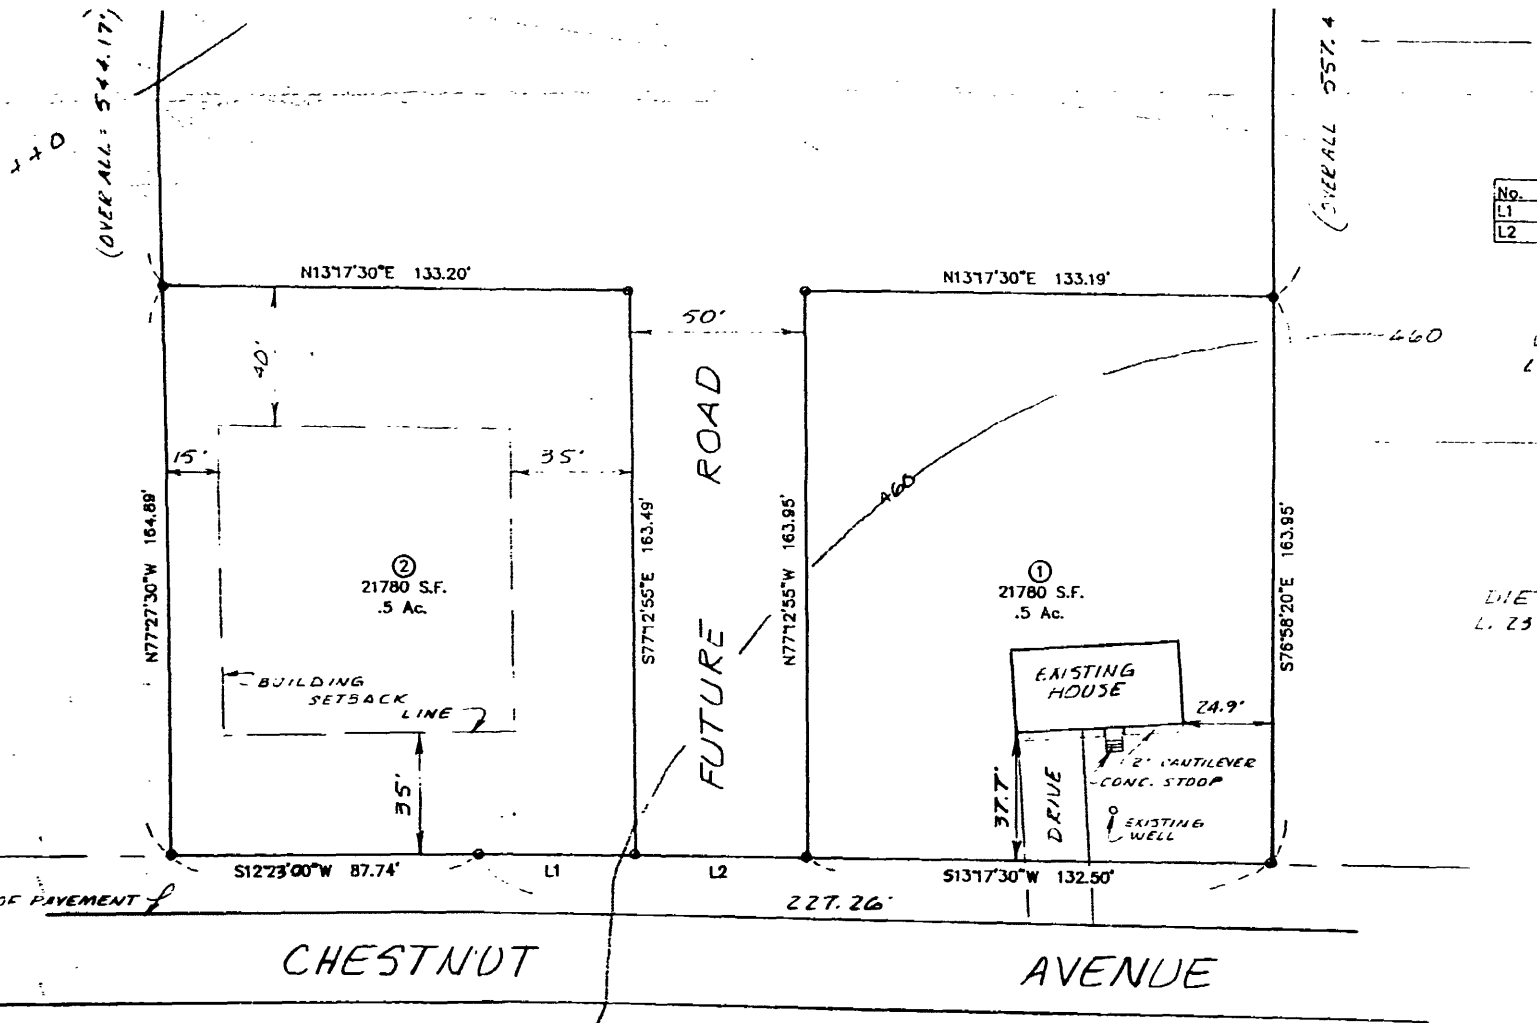 (OVERALL = 544.17')
(OVERALL 557.4
440
No.
L1
L2
N13°17'30"E 133.20'
N13°17'30"E 133.19'
50'
460
40'
15'
35'
460
ROAD
N77°27'30"W 164.89'
S77°12'55"E 163.49'
N77°12'55"W 163.95'
S76°58'20"E 163.95'
2
21780 S.F.
.5 Ac.
1
21780 S.F.
.5 Ac.
DIE
L. 23
FUTURE
EXISTING
HOUSE
BUILDING
SETBACK
LINE
24.9'
2' CANTILEVER
CONC. STOOP
35'
37.7'
DRIVE
EXISTING
WELL
S12°23'00"W 87.74'
L1
L2
S13°17'30"W 132.50'
OF PAVEMENT
227.26'
CHESTNUT AVENUE